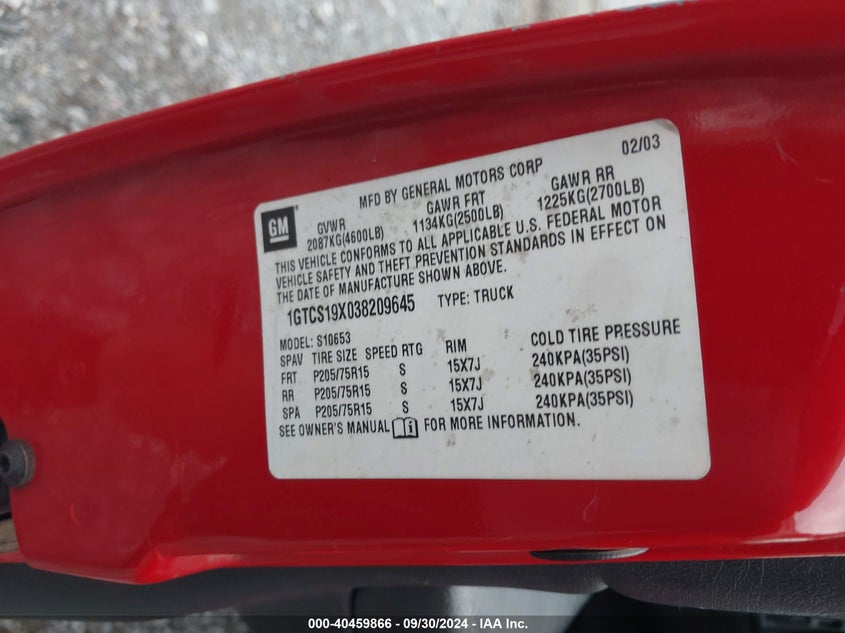 02/03
MFD BY GENERAL MOTORS CORP
GM
GVWR GAWR FRT GAWR RR
2087KG(4600LB) 1134KG(2500LB) 1225KG(2700LB)
THIS VEHICLE CONFORMS TO ALL APPLICABLE U.S. FEDERAL MOTOR
VEHICLE SAFETY AND THEFT PREVENTION STANDARDS IN EFFECT ON
THE DATE OF MANUFACTURE SHOWN ABOVE.
1GTCS19X038209645 TYPE: TRUCK
MODEL: S10653
SPAV TIRE SIZE SPEED RTG RIM COLD TIRE PRESSURE
FRT P205/75R15 S 15X7J 240KPA(35PSI)
RR P205/75R15 S 15X7J 240KPA(35PSI)
SPA P205/75R15 S 15X7J 240KPA(35PSI)
SEE OWNER'S MANUAL i FOR MORE INFORMATION.
000-40459866 - 09/30/2024 - IAA Inc.